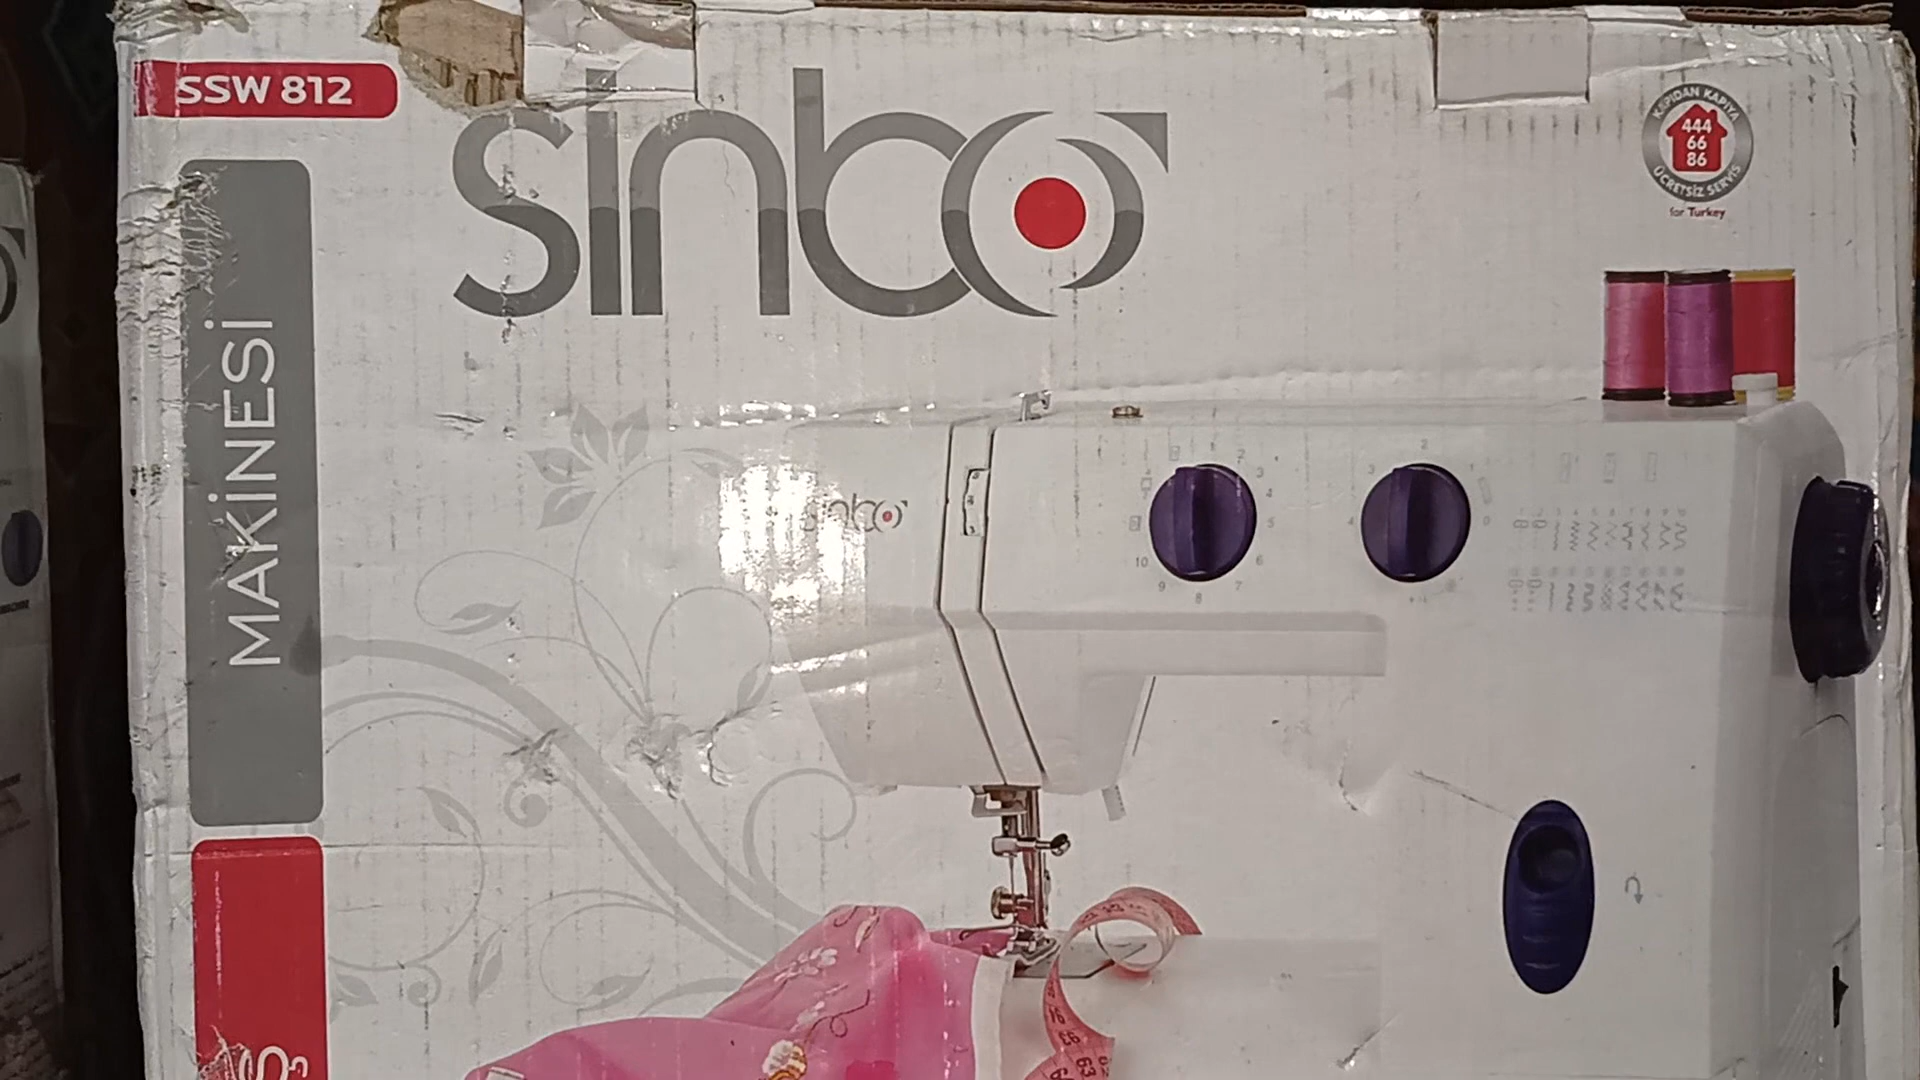 SSW 812
sinbo
KAPIDAN KAPIYA
444
66
86
ÜCRETSİZ SERVİS
for Turkey
MAKİNESİ
sinbo
Ş